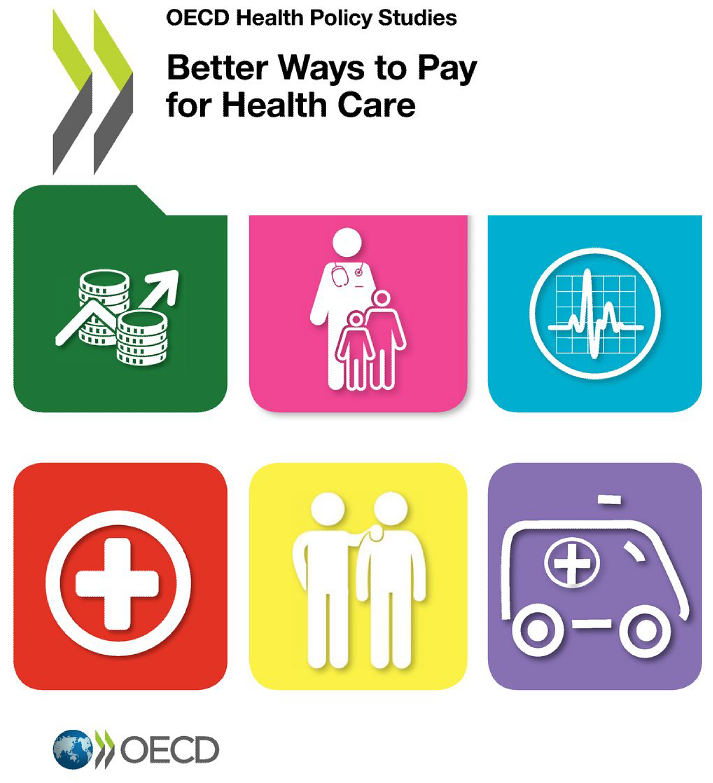 OECD Health Policy Studies
Better Ways to Pay
for Health Care
OECD